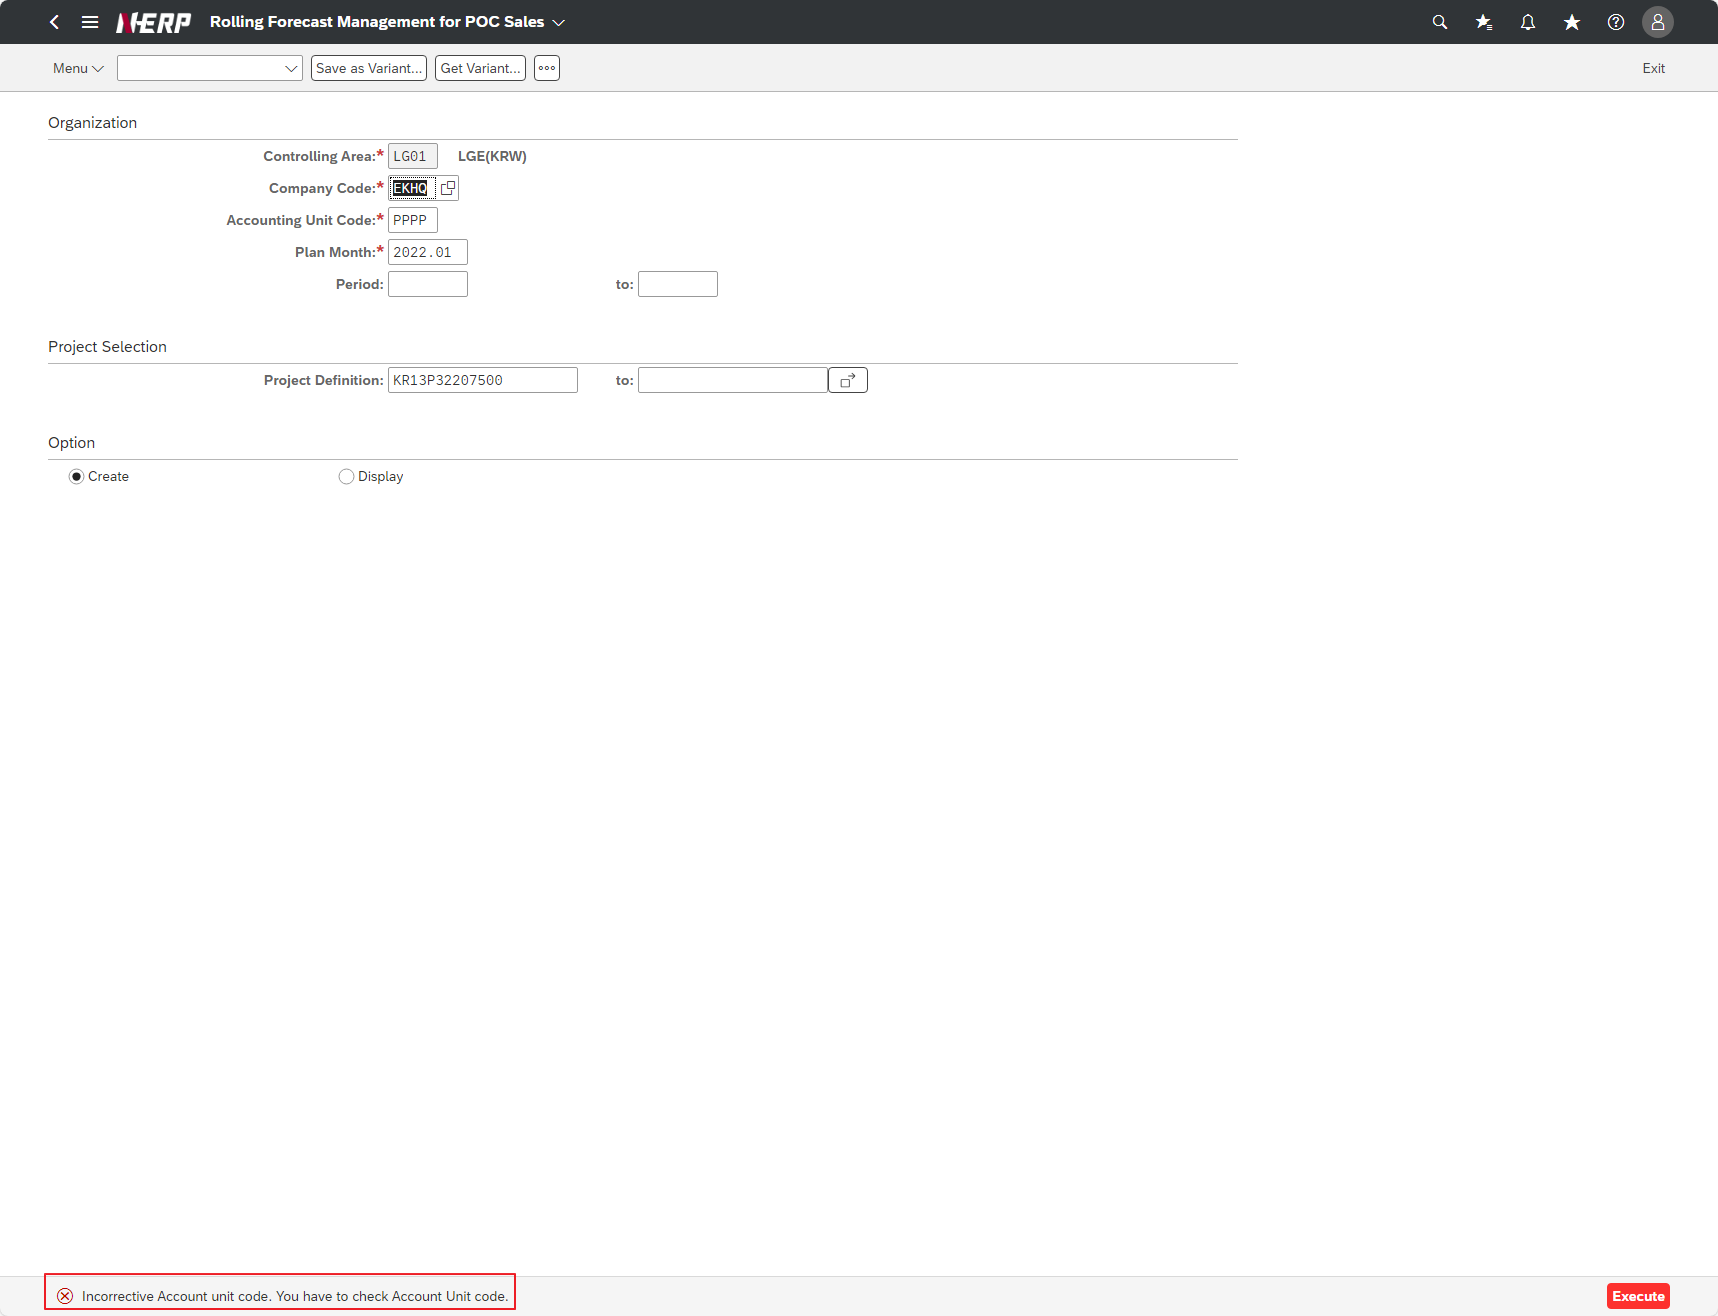 NERP Rolling Forecast Management for POC Sales
Menu Save as Variant... Get Variant... Exit
Organization
Controlling Area:* LG01 LGE(KRW)
Company Code:* EKHQ
Accounting Unit Code:* PPPP
Plan Month:* 2022.01
Period: to:
Project Selection
Project Definition: KR13P32207500 to:
Option
Create Display
Incorrective Account unit code. You have to check Account Unit code. Execute